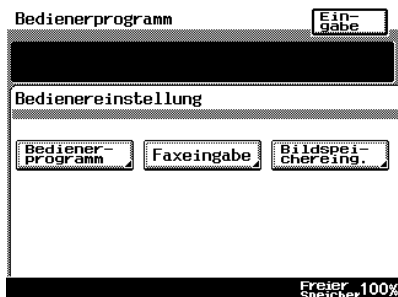 Bedienerprogramm
Ein-
gabe
Bedienereinstellung
Bediener-
programm
Faxeingabe
Bildspei-
chereing.
Freier
Speicher 100%